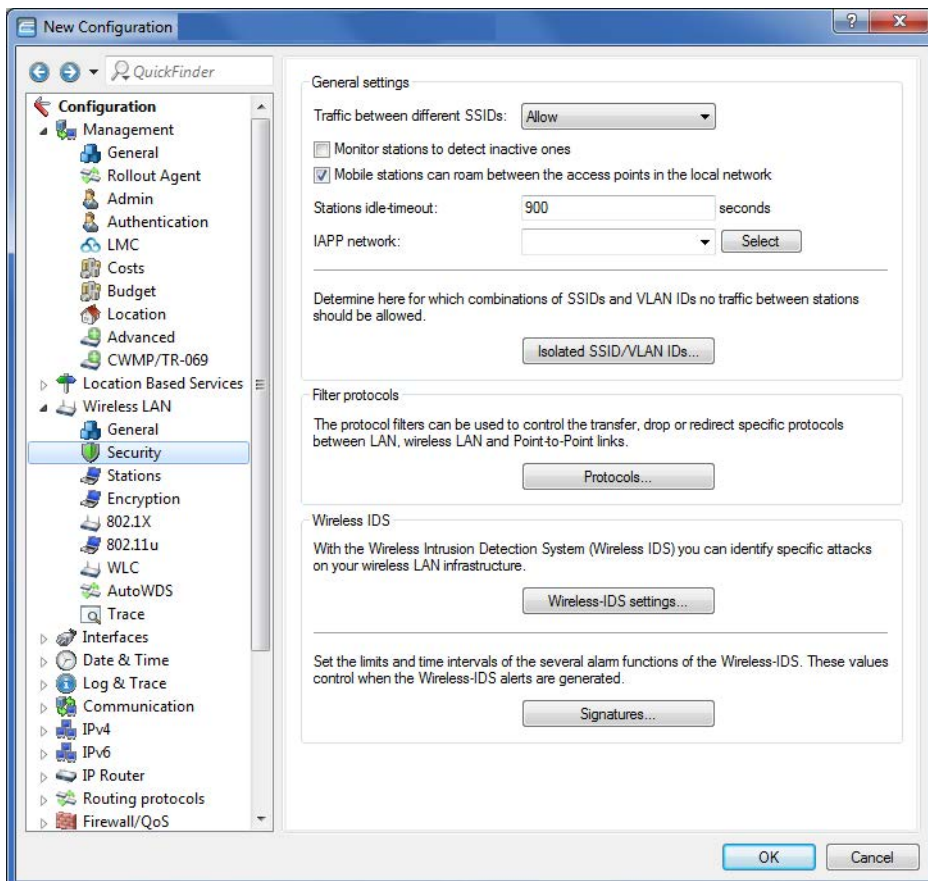 New Configuration
QuickFinder
Configuration
Management
General
Rollout Agent
Admin
Authentication
LMC
Costs
Budget
Location
Advanced
CWMP/TR-069
Location Based Services
Wireless LAN
General
Security
Stations
Encryption
802.1X
802.11u
WLC
AutoWDS
Trace
Interfaces
Date & Time
Log & Trace
Communication
IPv4
IPv6
IP Router
Routing protocols
Firewall/QoS
General settings
Traffic between different SSIDs: Allow
Monitor stations to detect inactive ones
Mobile stations can roam between the access points in the local network
Stations idle-timeout: 900 seconds
IAPP network: Select
Determine here for which combinations of SSIDs and VLAN IDs no traffic between stations
should be allowed.
Isolated SSID/VLAN IDs...
Filter protocols
The protocol filters can be used to control the transfer, drop or redirect specific protocols
between LAN, wireless LAN and Point-to-Point links.
Protocols...
Wireless IDS
With the Wireless Intrusion Detection System (Wireless IDS) you can identify specific attacks
on your wireless LAN infrastructure.
Wireless-IDS settings...
Set the limits and time intervals of the several alarm functions of the Wireless-IDS. These values
control when the Wireless-IDS alerts are generated.
Signatures...
OK Cancel